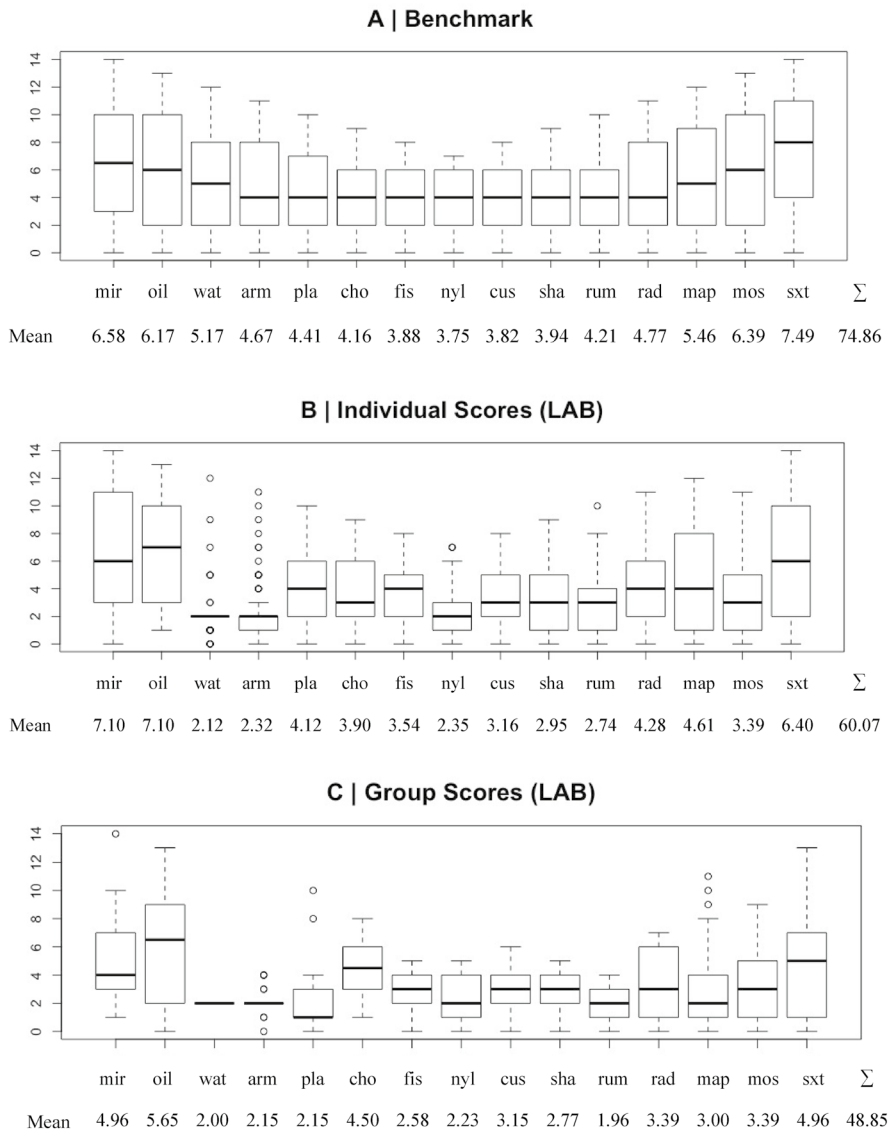 A | Benchmark
14
12
10
8
6
4
2
0
mir oil wat arm pla cho fis nyl cus sha rum rad map mos sxt ∑
Mean 6.58 6.17 5.17 4.67 4.41 4.16 3.88 3.75 3.82 3.94 4.21 4.77 5.46 6.39 7.49 74.86
B | Individual Scores (LAB)
14
12
10
8
6
4
2
0
mir oil wat arm pla cho fis nyl cus sha rum rad map mos sxt ∑
Mean 7.10 7.10 2.12 2.32 4.12 3.90 3.54 2.35 3.16 2.95 2.74 4.28 4.61 3.39 6.40 60.07
C | Group Scores (LAB)
14
12
10
8
6
4
2
0
mir oil wat arm pla cho fis nyl cus sha rum rad map mos sxt ∑
Mean 4.96 5.65 2.00 2.15 2.15 4.50 2.58 2.23 3.15 2.77 1.96 3.39 3.00 3.39 4.96 48.85